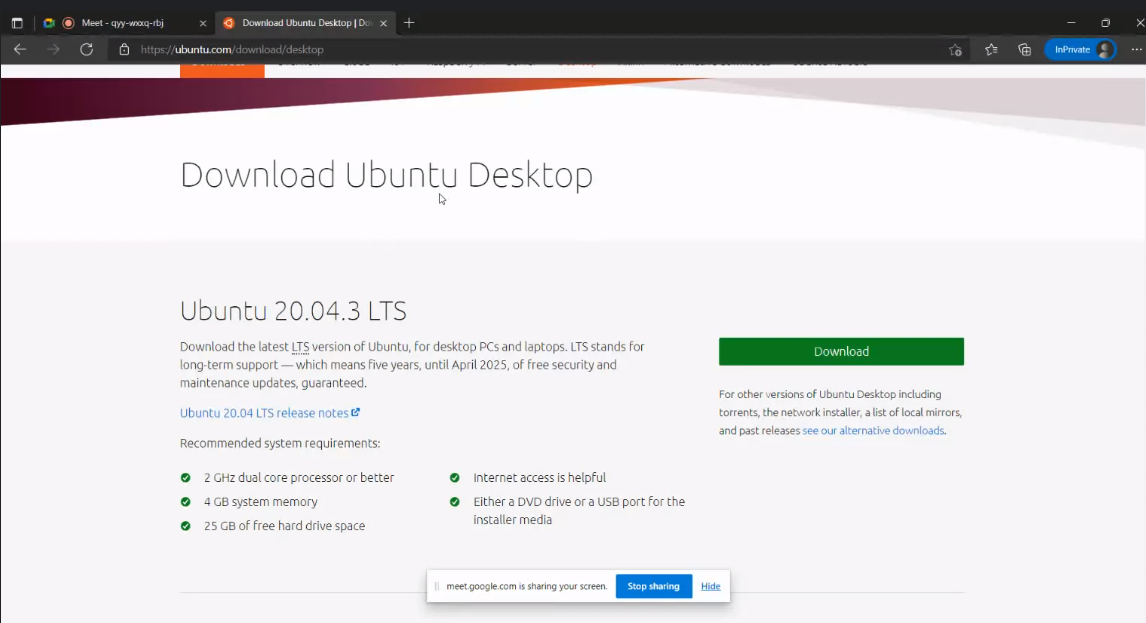 Meet - qyy-wxxq-rbj
Download Ubuntu Desktop | Do
https://ubuntu.com/download/desktop
InPrivate
Download Ubuntu Desktop
Ubuntu 20.04.3 LTS
Download the latest LTS version of Ubuntu, for desktop PCs and laptops. LTS stands for
long-term support — which means five years, until April 2025, of free security and
maintenance updates, guaranteed.
Ubuntu 20.04 LTS release notes
Recommended system requirements:
2 GHz dual core processor or better
4 GB system memory
25 GB of free hard drive space
Internet access is helpful
Either a DVD drive or a USB port for the
installer media
Download
For other versions of Ubuntu Desktop including
torrents, the network installer, a list of local mirrors,
and past releases see our alternative downloads.
meet.google.com is sharing your screen.
Stop sharing
Hide